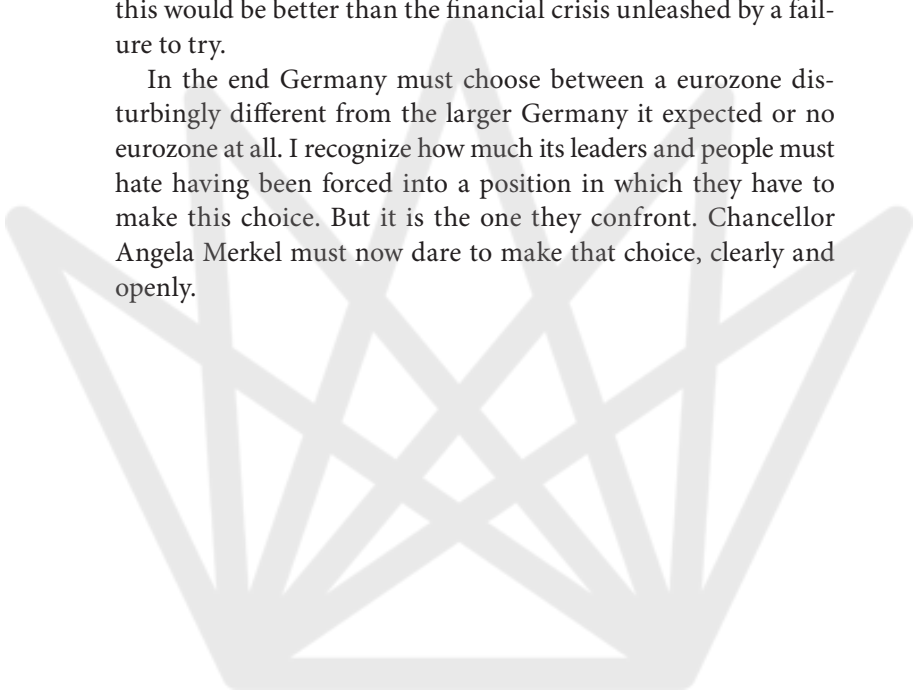 this would be better than the financial crisis unleashed by a fail-
ure to try.
In the end Germany must choose between a eurozone dis-
turbingly different from the larger Germany it expected or no
eurozone at all. I recognize how much its leaders and people must
hate having been forced into a position in which they have to
make this choice. But it is the one they confront. Chancellor
Angela Merkel must now dare to make that choice, clearly and
openly.